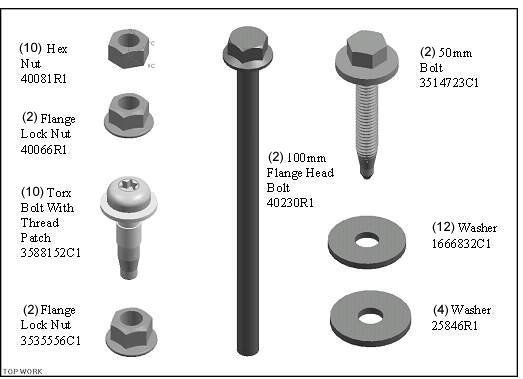 (10) Hex
Nut
40081R1
(2) Flange
Lock Nut
40066R1
(10) Torx
Bolt With
Thread
Patch
3588152C1
(2) Flange
Lock Nut
3535556C1
(2) 100mm
Flange Head
Bolt
40230R1
(2) 50mm
Bolt
3514723C1
(12) Washer
1666832C1
(4) Washer
25846R1
TOP WORK